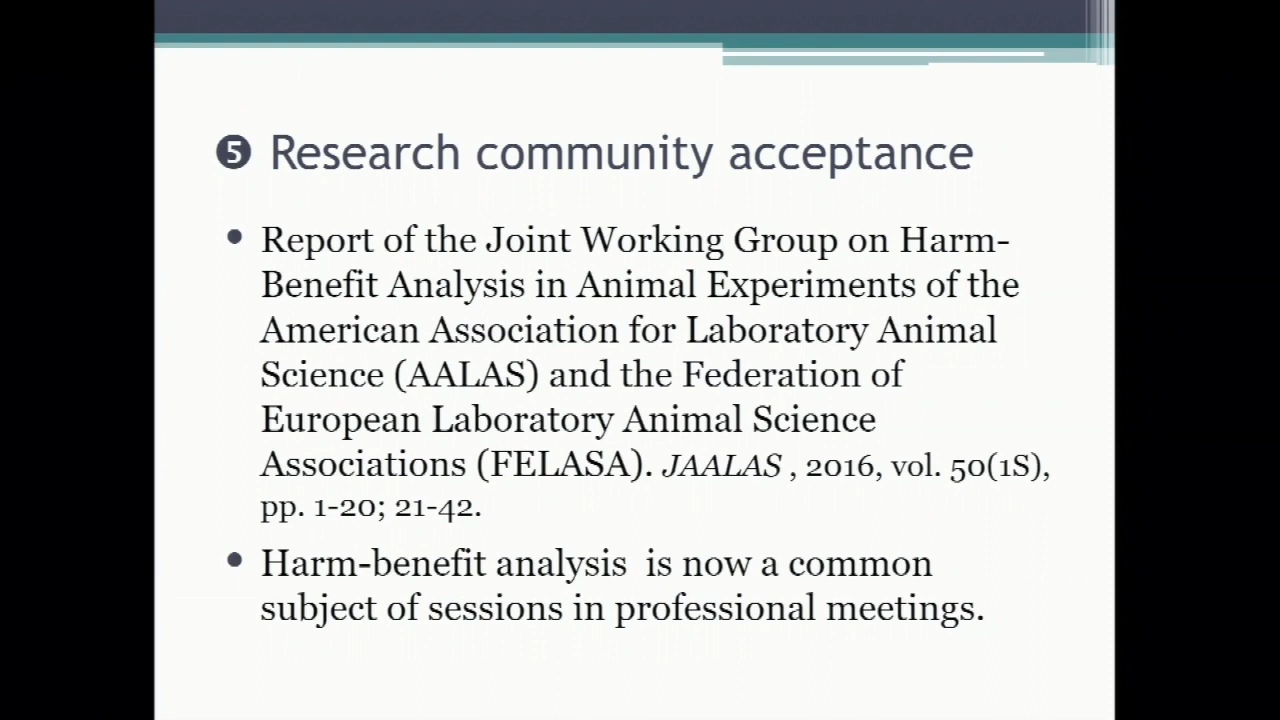 ❺ Research community acceptance
• Report of the Joint Working Group on Harm-
Benefit Analysis in Animal Experiments of the
American Association for Laboratory Animal
Science (AALAS) and the Federation of
European Laboratory Animal Science
Associations (FELASA). JAALAS , 2016, vol. 50(1S),
pp. 1-20; 21-42.
• Harm-benefit analysis  is now a common
subject of sessions in professional meetings.